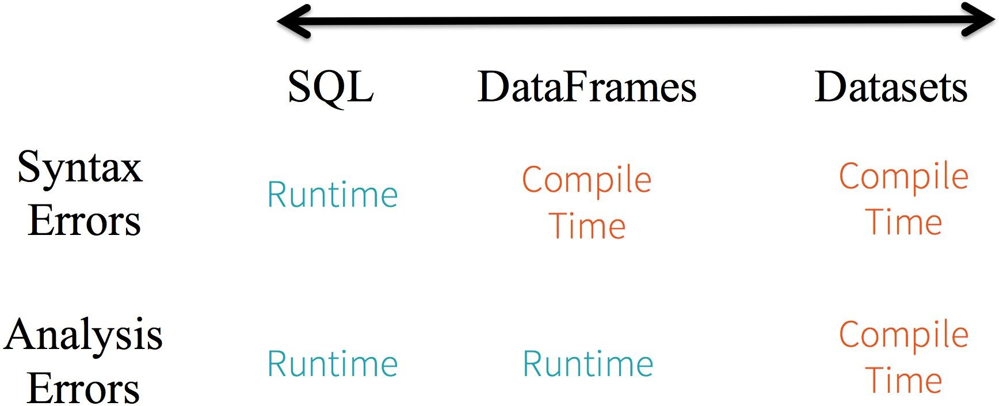 SQL DataFrames Datasets
Syntax
Errors
Runtime
Compile
Time
Compile
Time
Analysis
Errors
Runtime
Runtime
Compile
Time